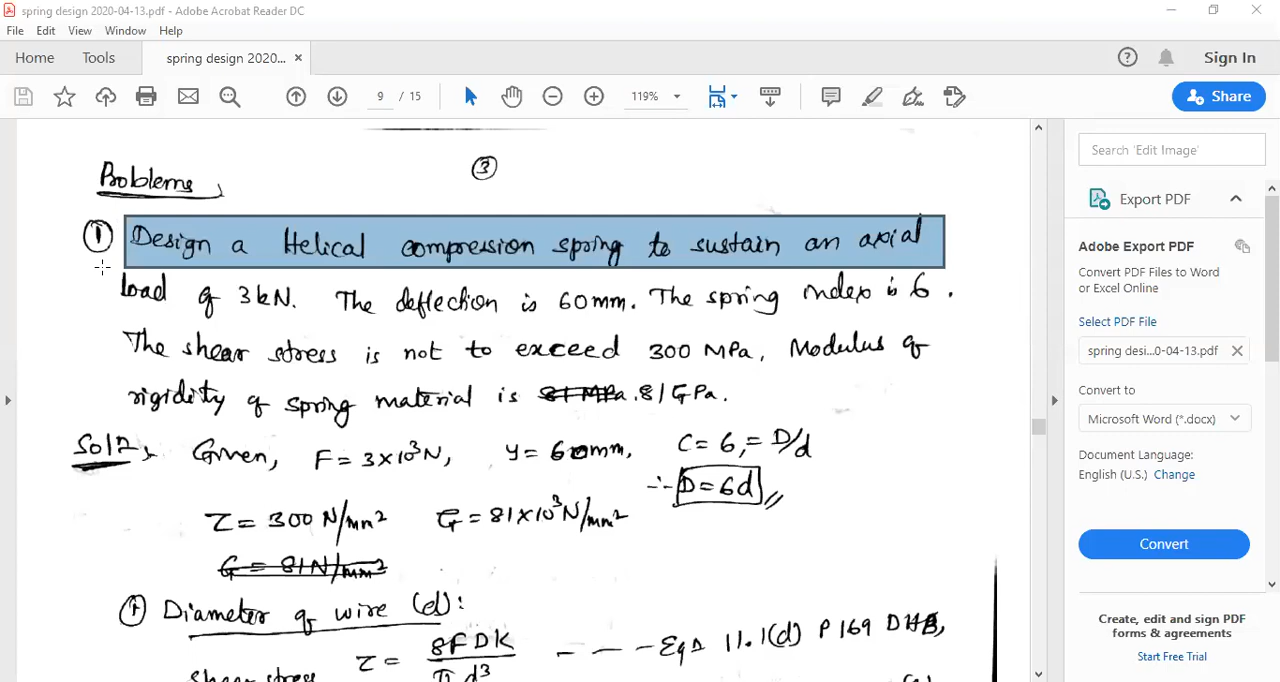 spring design 2020-04-13.pdf - Adobe Acrobat Reader DC
File Edit View Window Help
Home Tools spring design 2020... × Sign In
9 / 15 119% Share
Problems
③
① Design a Helical compression spring to sustain an axial
load of 3kN. The deflection is 60mm. The spring index is 6.
The shear stress is not to exceed 300 MPa. Modulus of
rigidity of spring material is 81 MPa. 81 GPa.
Soln, Given, F = 3×10³N, y = 60mm, C = 6, = D/d
∴ D = 6d
τ = 300 N/mm² G = 81×10³N/mm²
G = 81N/mm²
① Diameter of wire (d):
shear stress τ = 8FDK / π d³ - - - Eqn 11.1(d) P 169 DHB,
Search 'Edit Image'
Export PDF
Adobe Export PDF
Convert PDF Files to Word
or Excel Online
Select PDF File
spring desi...0-04-13.pdf
Convert to
Microsoft Word (*.docx)
Document Language:
English (U.S.) Change
Convert
Create, edit and sign PDF
forms & agreements
Start Free Trial